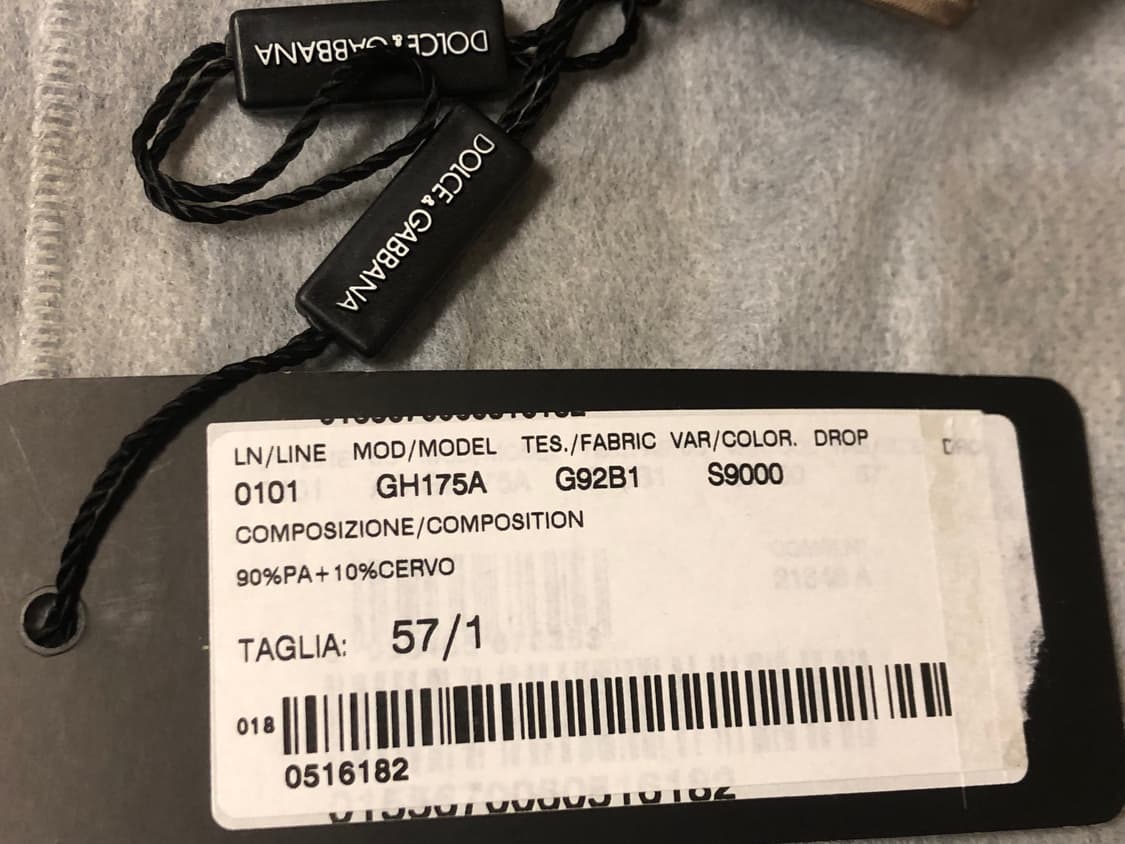 DOLCE & GABBANA
DOLCE & GABBANA
LN/LINE MOD/MODEL TES./FABRIC VAR/COLOR. DROP
0101 GH175A G92B1 S9000
COMPOSIZIONE/COMPOSITION
90%PA+10%CERVO
TAGLIA: 57/1
018
0516182